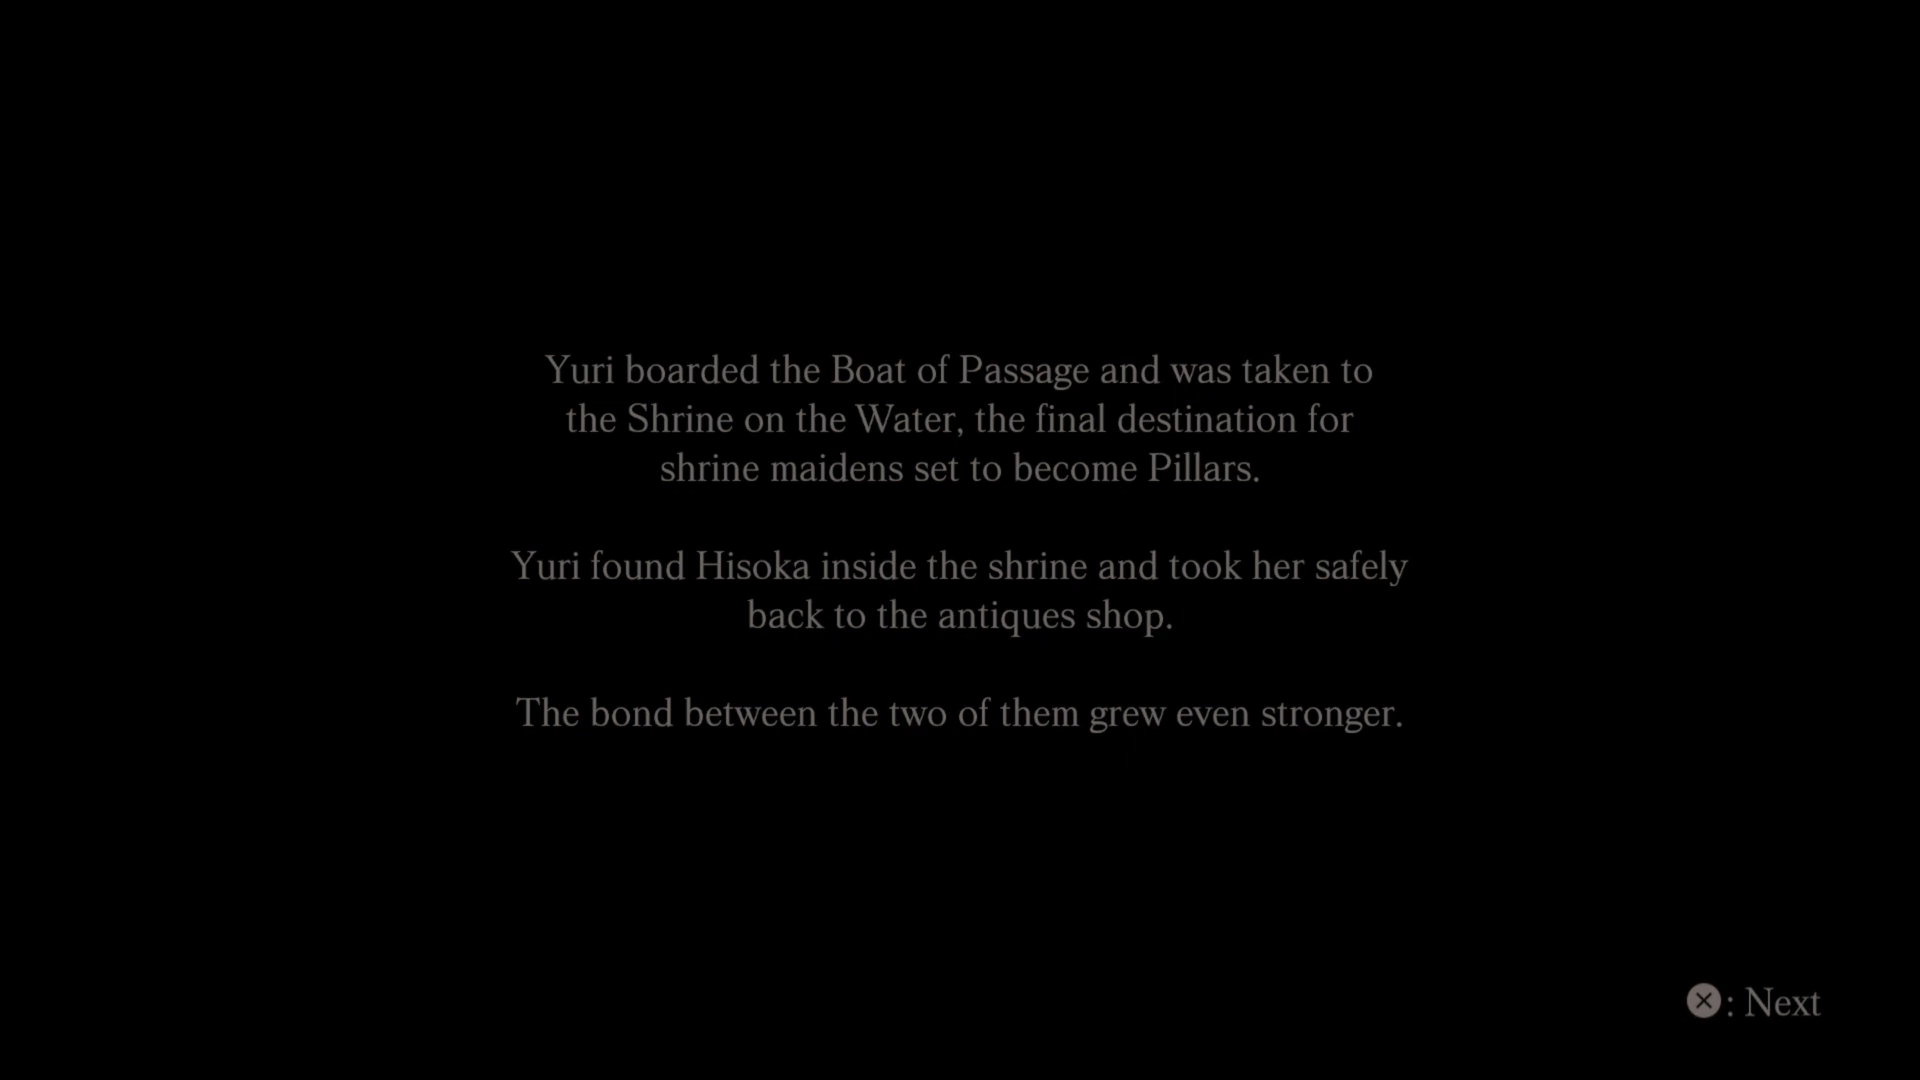 Yuri boarded the Boat of Passage and was taken to
the Shrine on the Water, the final destination for
shrine maidens set to become Pillars.
Yuri found Hisoka inside the shrine and took her safely
back to the antiques shop.
The bond between the two of them grew even stronger.
: Next